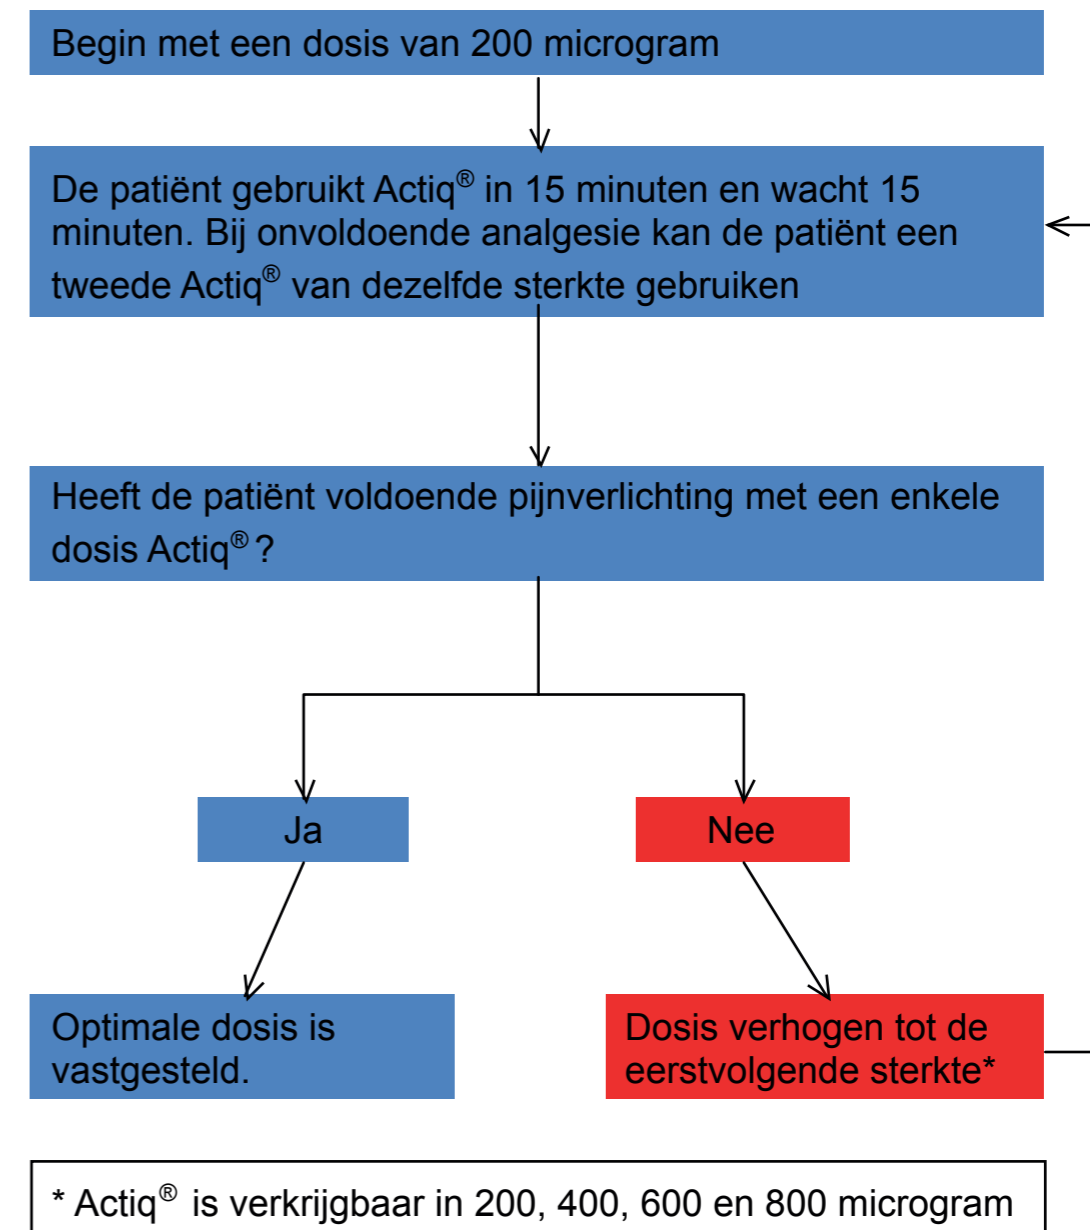 Begin met een dosis van 200 microgram
De patiënt gebruikt Actiq® in 15 minuten en wacht 15
minuten. Bij onvoldoende analgesie kan de patiënt een
tweede Actiq® van dezelfde sterkte gebruiken
Heeft de patiënt voldoende pijnverlichting met een enkele
dosis Actiq® ?
Ja
Nee
Optimale dosis is
vastgesteld.
Dosis verhogen tot de
eerstvolgende sterkte*
* Actiq® is verkrijgbaar in 200, 400, 600 en 800 microgram